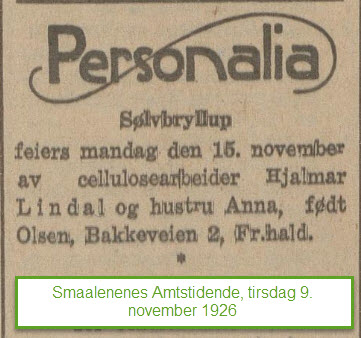 Personalia
Sølvbryllup
feires mandag den 15. november
av cellulosearbeider Hjalmar
Lindal og hustru Anna, født
Olsen, Bakkeveien 2, Fr.hald.
*
Smaalenenes Amtstidende, tirsdag 9.
november 1926